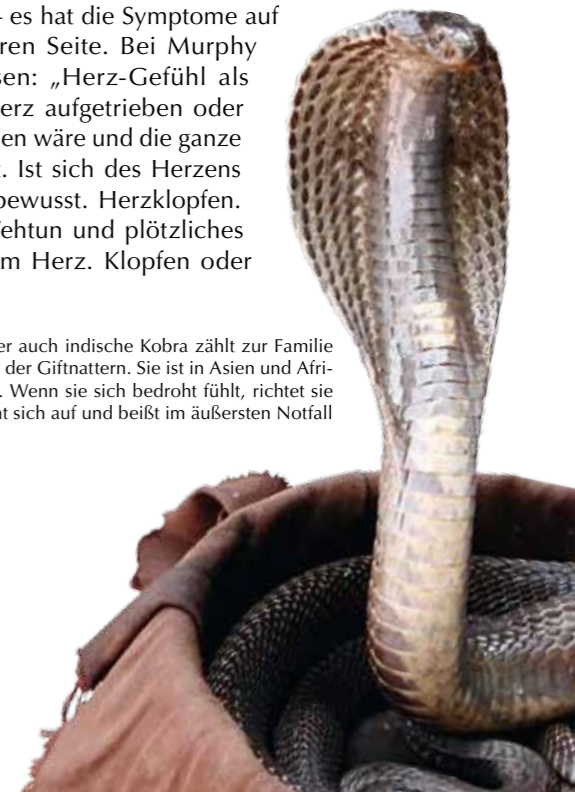 es hat die Symptome auf
ren Seite. Bei Murphy
sen: „Herz-Gefühl als
erz aufgetrieben oder
en wäre und die ganze
. Ist sich des Herzens
bewusst. Herzklopfen.
ehtun und plötzliches
m Herz. Klopfen oder
er auch indische Kobra zählt zur Familie
der Giftnattern. Sie ist in Asien und Afri-
. Wenn sie sich bedroht fühlt, richtet sie
t sich auf und beißt im äußersten Notfall